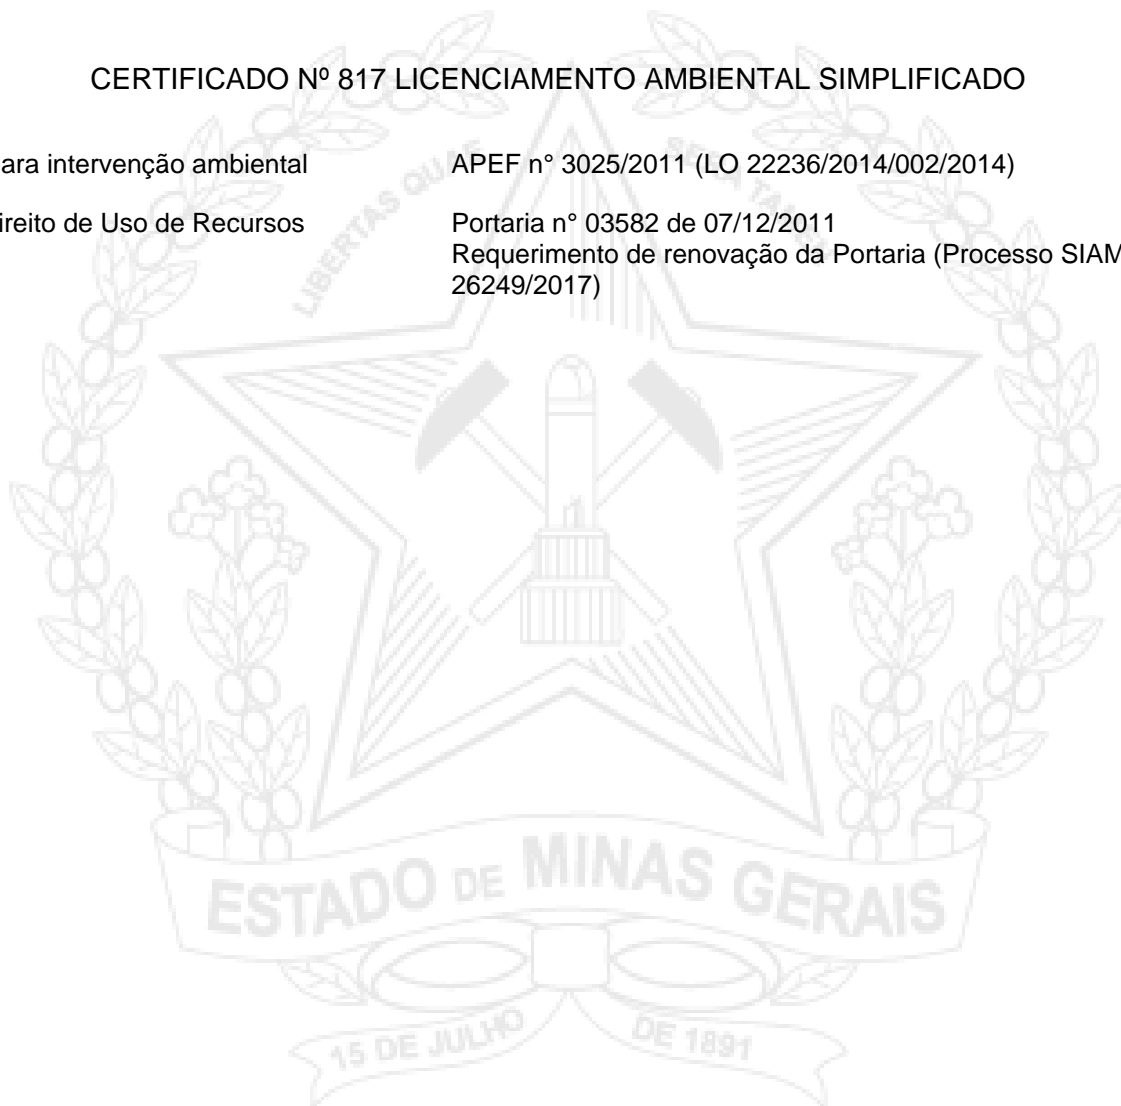 CERTIFICADO Nº 817 LICENCIAMENTO AMBIENTAL SIMPLIFICADO
ara intervenção ambiental APEF n° 3025/2011 (LO 22236/2014/002/2014)
ireito de Uso de Recursos Portaria n° 03582 de 07/12/2011
Requerimento de renovação da Portaria (Processo SIAM
26249/2017)
LIBERTAS QUÆ SERA TAMEN
ESTADO DE MINAS GERAIS
15 DE JULHO DE 1891